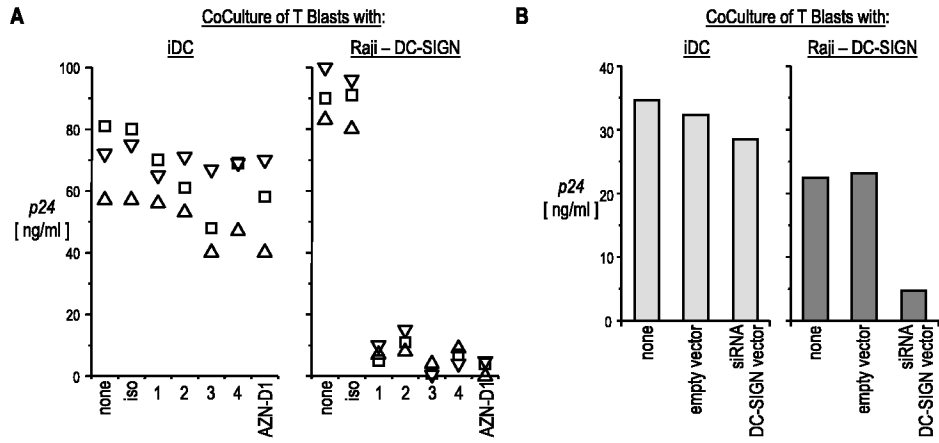 A
CoCulture of T Blasts with:
iDC
Raji – DC-SIGN
100
80
60
40
20
0
p24
[ ng/ml ]
none
iso
1
2
3
4
AZN-D1
none
iso
1
2
3
4
AZN-D1
B
CoCulture of T Blasts with:
iDC
Raji – DC-SIGN
40
30
20
10
0
p24
[ ng/ml ]
none
empty vector
siRNA
DC-SIGN vector
none
empty vector
siRNA
DC-SIGN vector